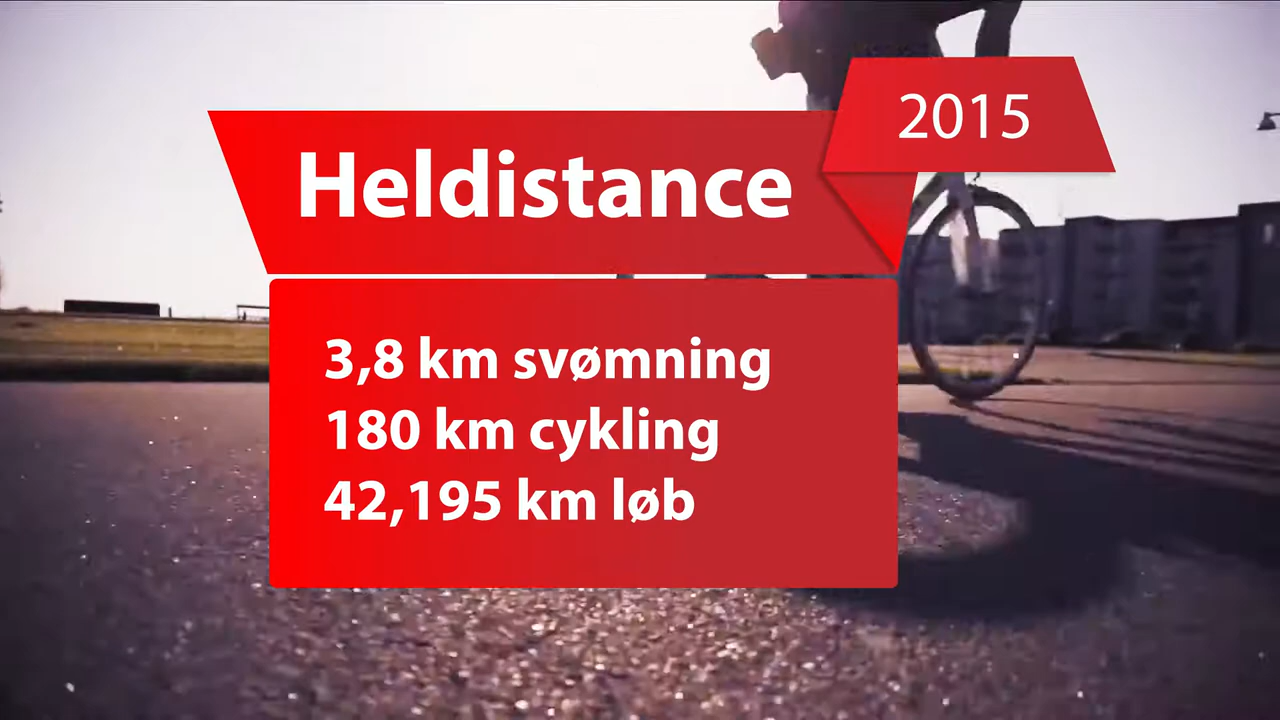 2015
Heldistance
3,8 km svømning
180 km cykling
42,195 km løb